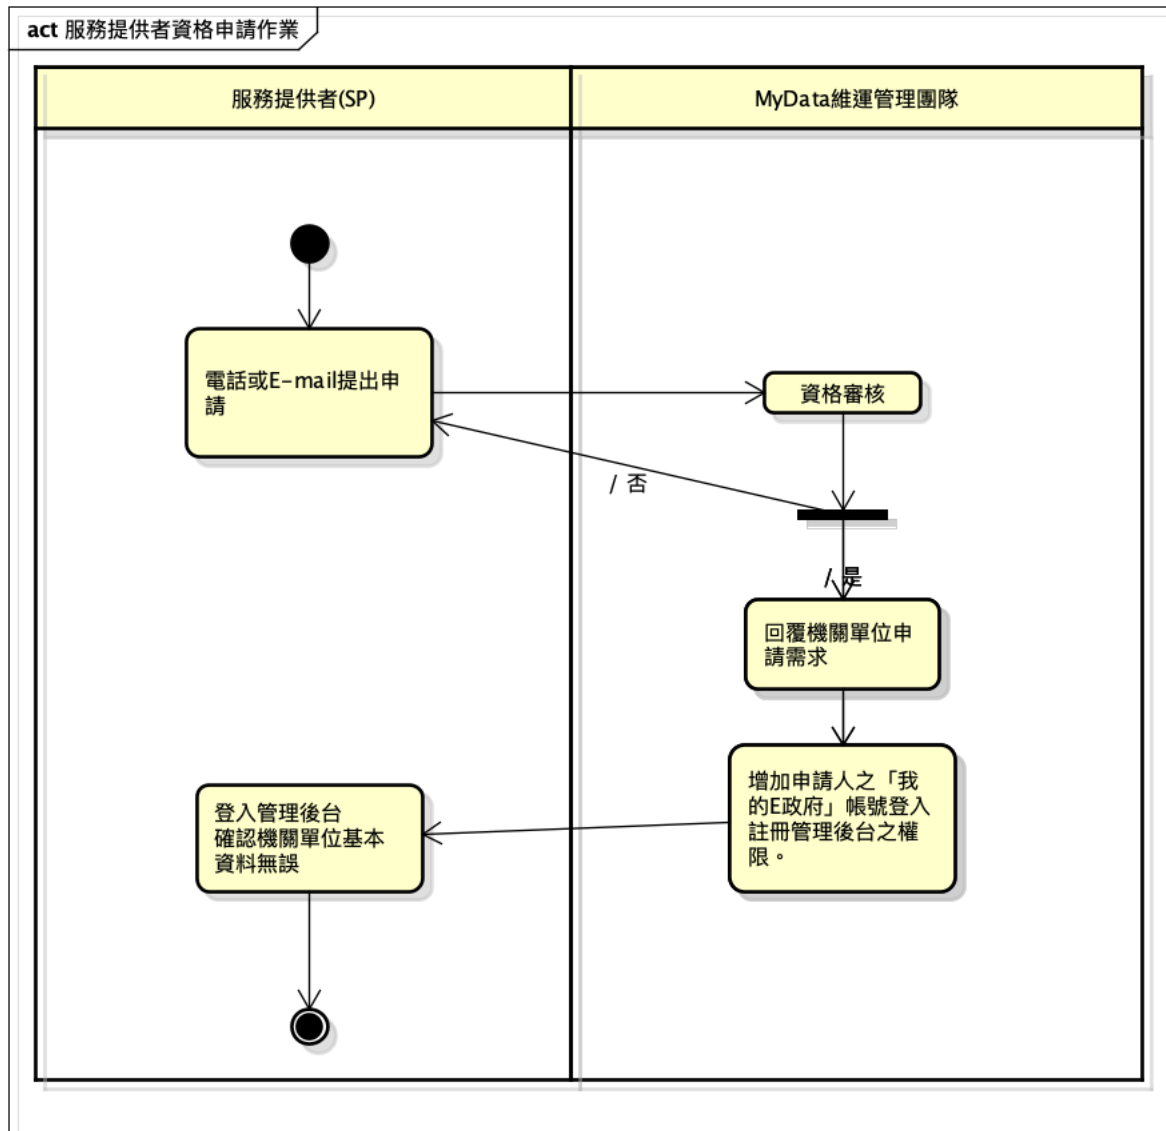 act 服務提供者資格申請作業
服務提供者(SP)
MyData維運管理團隊
電話或E-mail提出申
請
資格審核
/ 否
/ 是
回覆機關單位申
請需求
增加申請人之「我
的E政府」帳號登入
註冊管理後台之權
限。
登入管理後台
確認機關單位基本
資料無誤